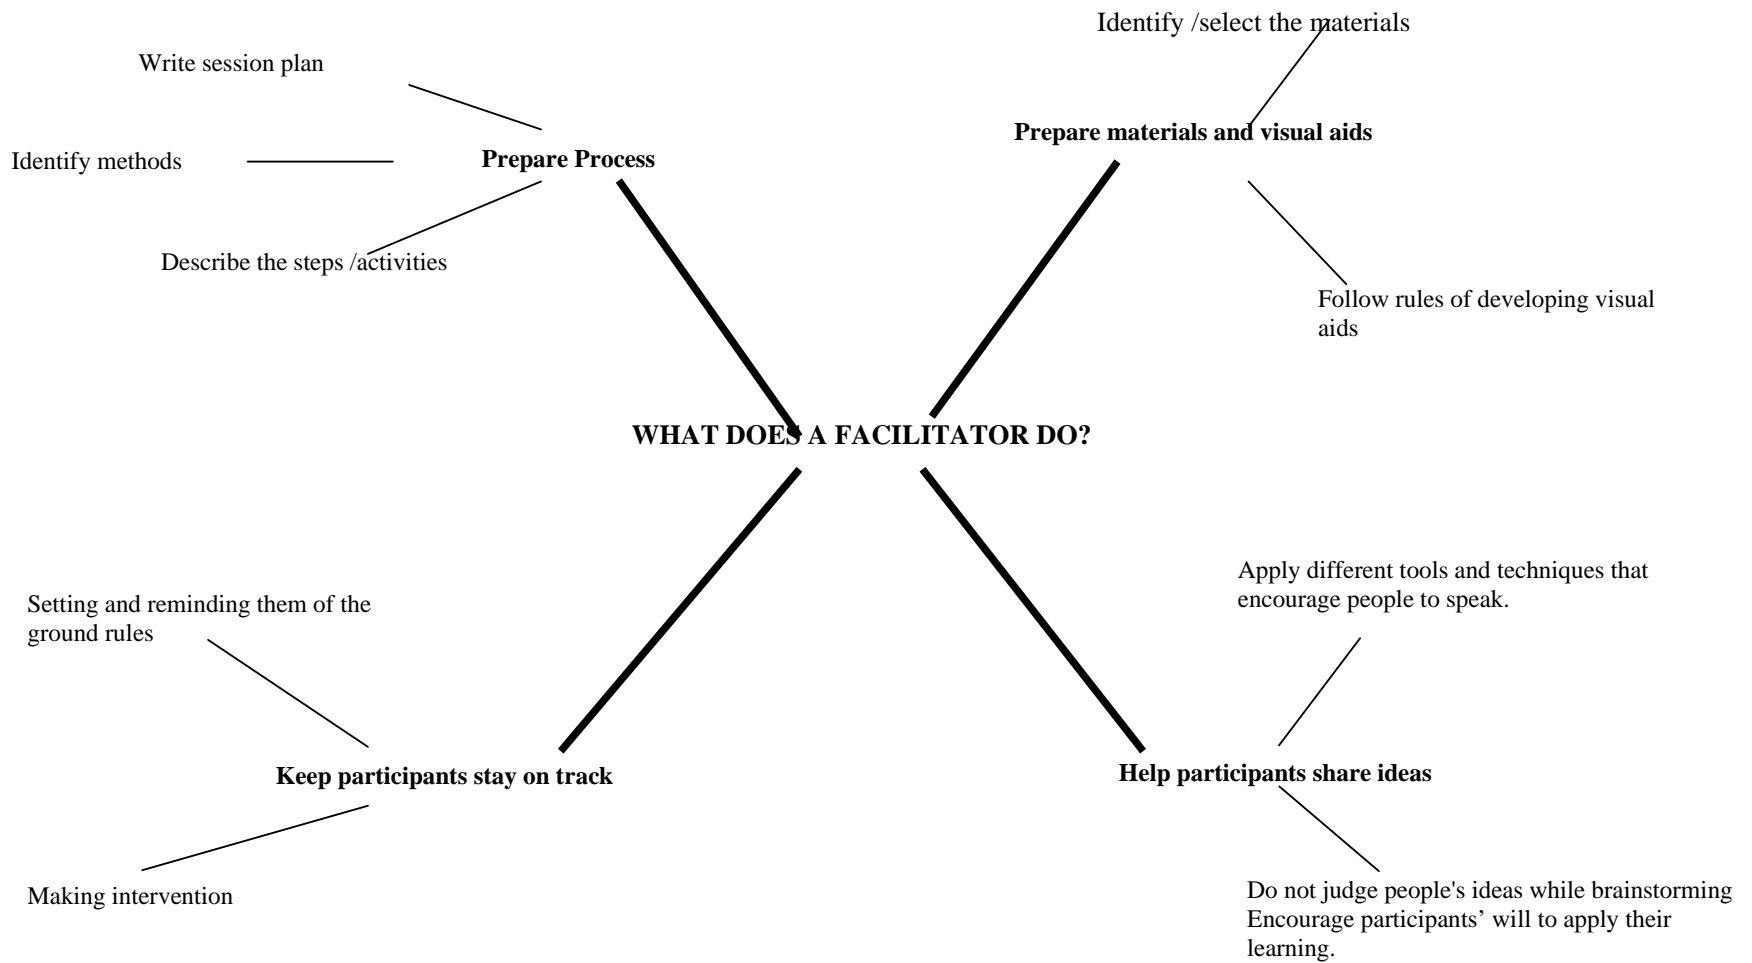 Identify /select the materials
Write session plan
Prepare materials and visual aids
Identify methods
Prepare Process
Describe the steps /activities
Follow rules of developing visual
aids
WHAT DOES A FACILITATOR DO?
Apply different tools and techniques that
encourage people to speak.
Setting and reminding them of the
ground rules
Keep participants stay on track
Help participants share ideas
Making intervention
Do not judge people's ideas while brainstorming
Encourage participants’ will to apply their
learning.